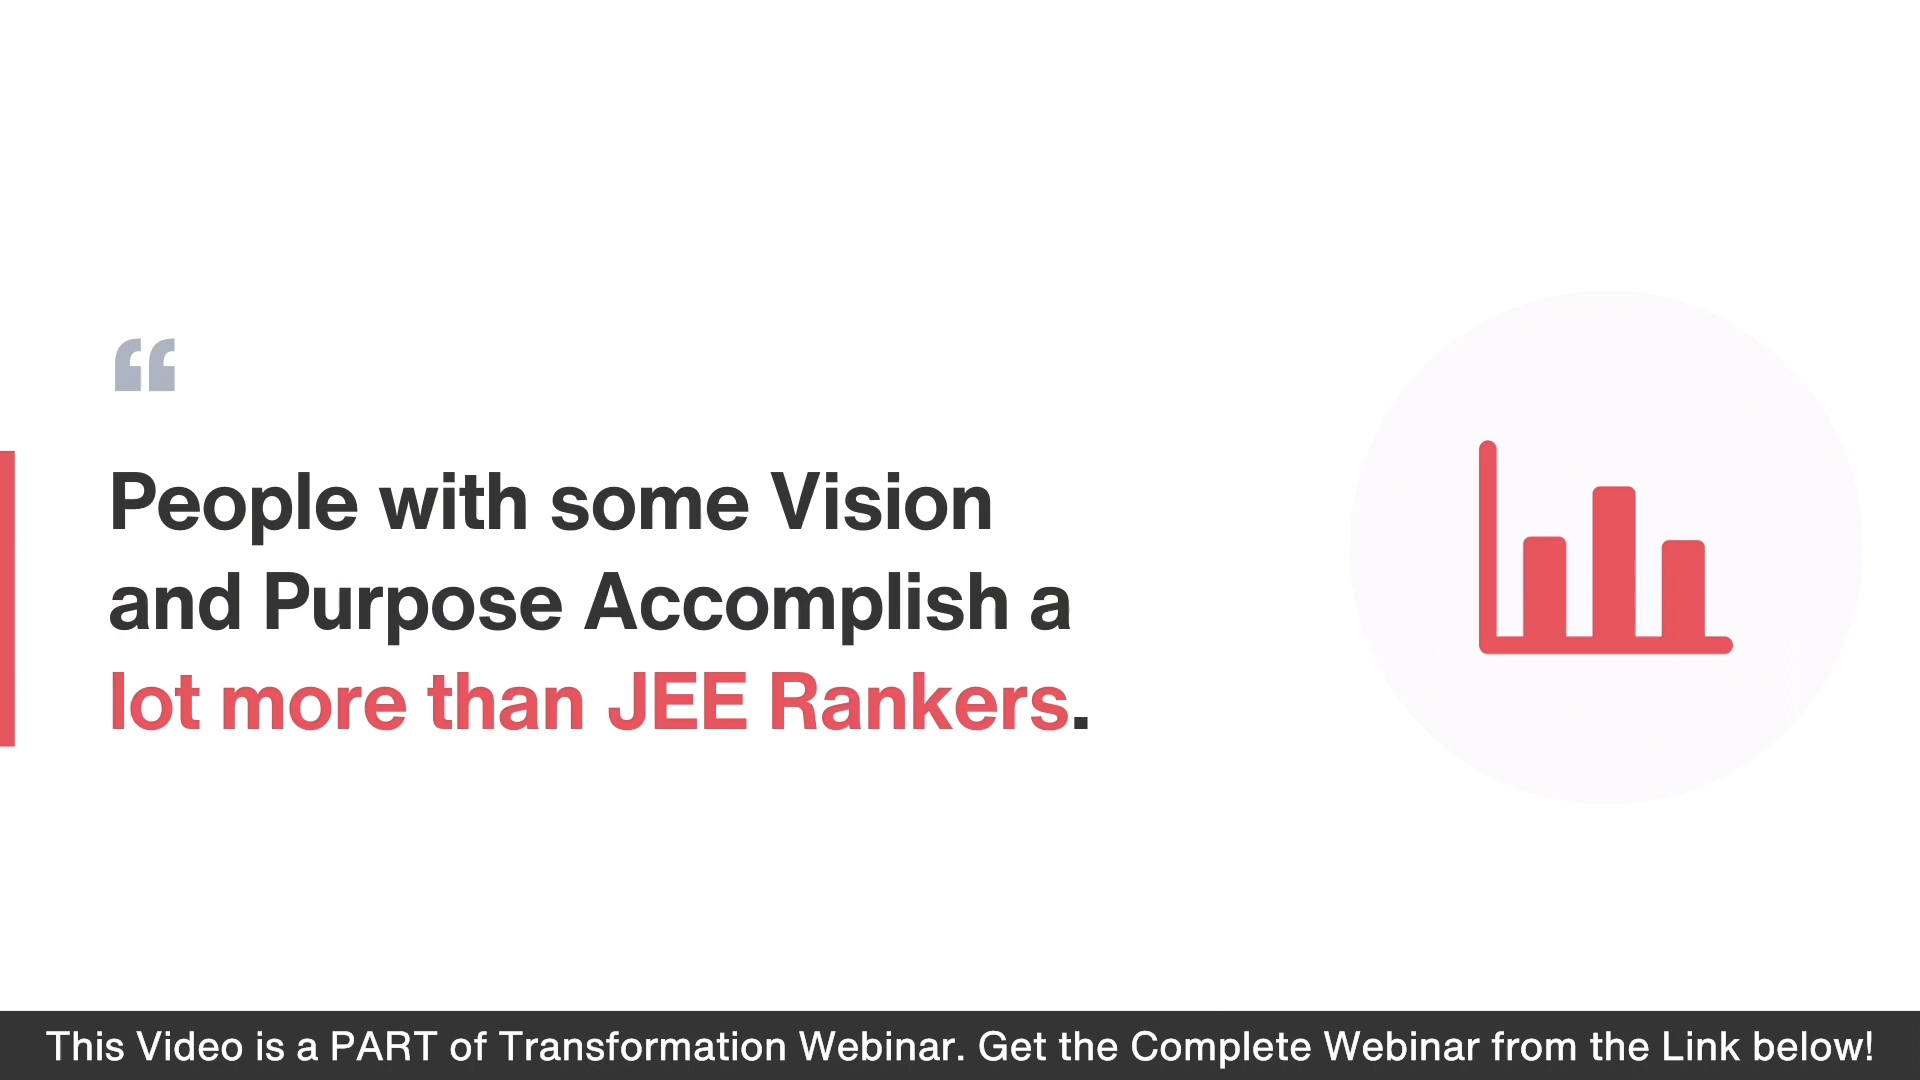 “
People with some Vision
and Purpose Accomplish a
lot more than JEE Rankers.
This Video is a PART of Transformation Webinar. Get the Complete Webinar from the Link below!